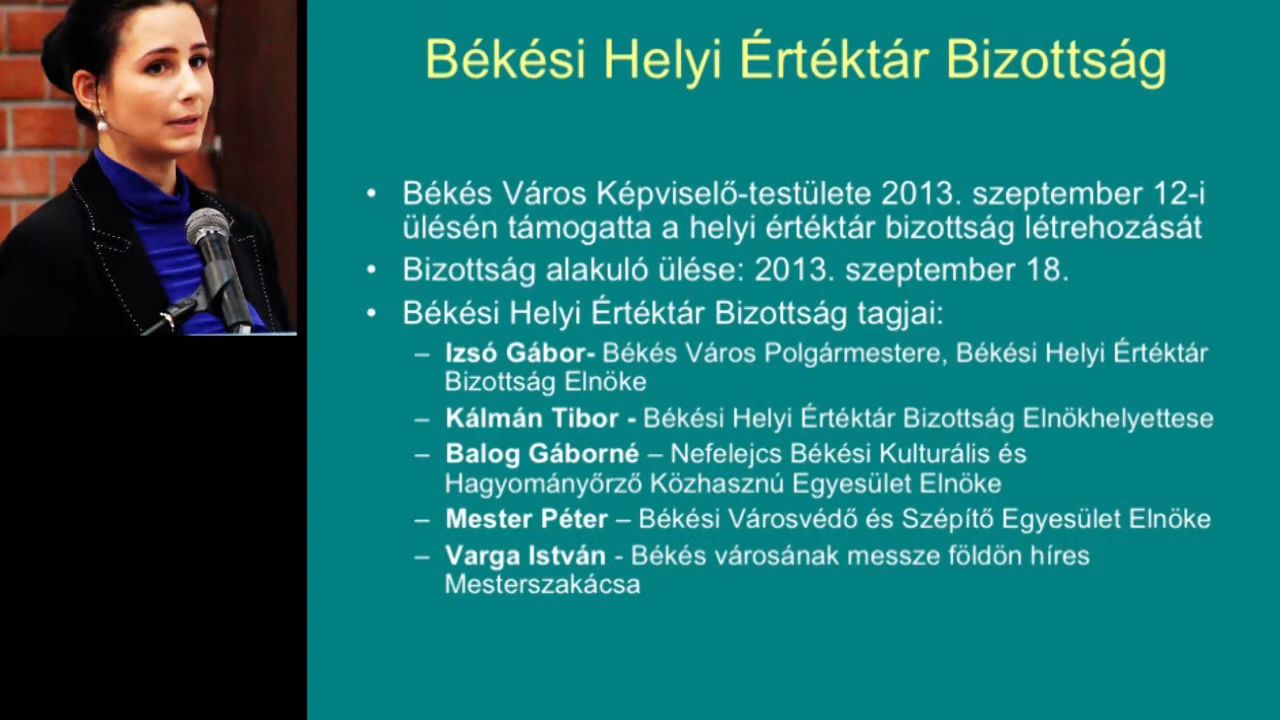 Békési Helyi Értéktár Bizottság
• Békés Város Képviselő-testülete 2013. szeptember 12-i
ülésén támogatta a helyi értéktár bizottság létrehozását
• Bizottság alakuló ülése: 2013. szeptember 18.
• Békési Helyi Értéktár Bizottság tagjai:
– Izsó Gábor- Békés Város Polgármestere, Békési Helyi Értéktár
Bizottság Elnöke
– Kálmán Tibor - Békési Helyi Értéktár Bizottság Elnökhelyettese
– Balog Gáborné – Nefelejcs Békési Kulturális és
Hagyományőrző Közhasznú Egyesület Elnöke
– Mester Péter – Békési Városvédő és Szépítő Egyesület Elnöke
– Varga István - Békés városának messze földön híres
Mesterszakácsa